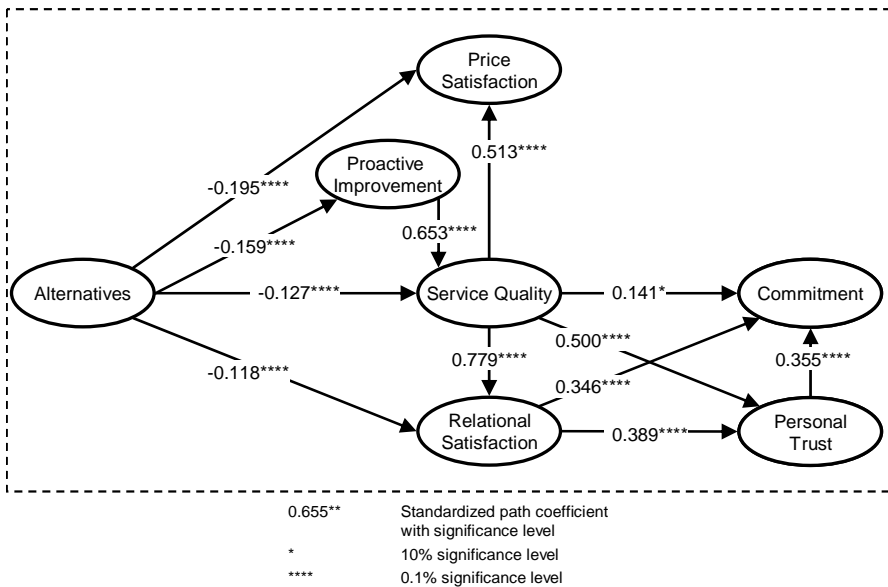 Price
Satisfaction
0.513****
Proactive
Improvement
-0.195****
0.653****
-0.159****
Alternatives
-0.127****
Service Quality
0.141*
Commitment
0.500****
0.779****
0.355****
-0.118****
0.346****
Relational
Satisfaction
0.389****
Personal
Trust
0.655** Standardized path coefficient
with significance level
* 10% significance level
**** 0.1% significance level